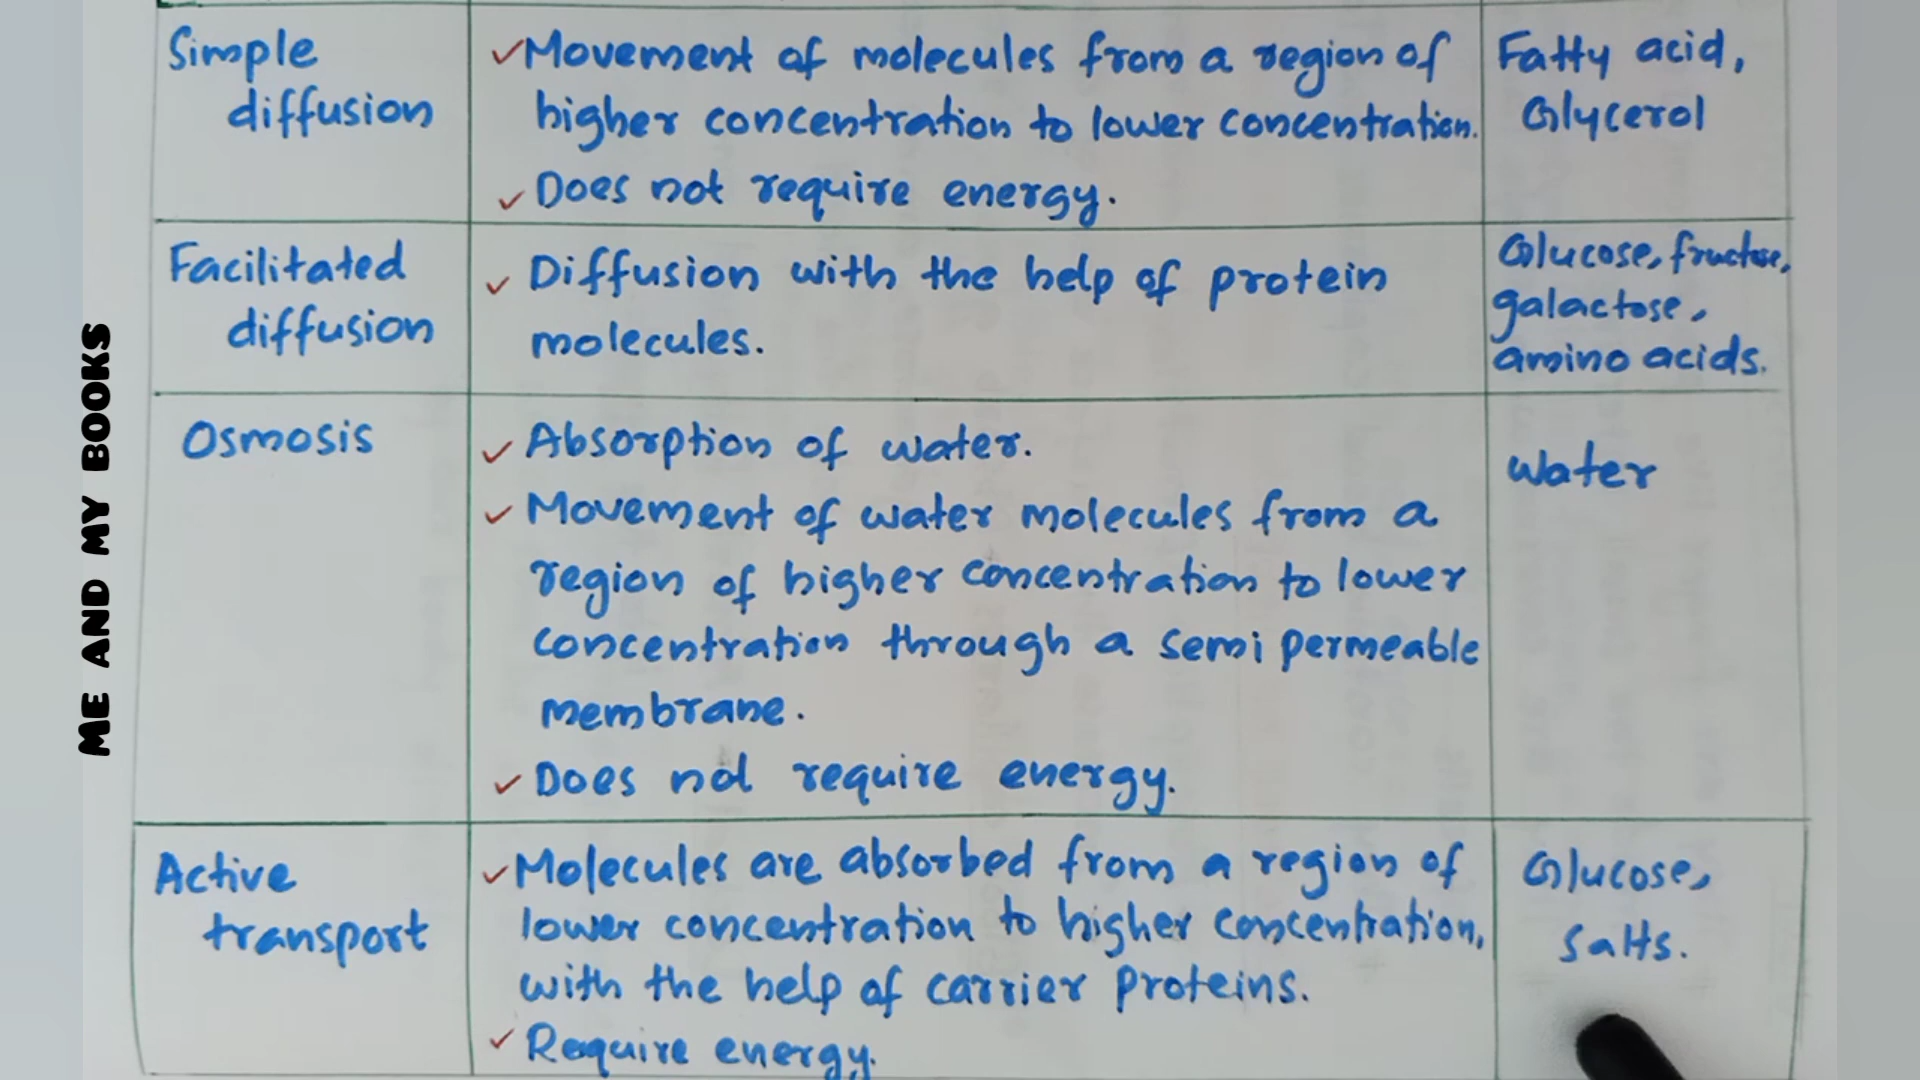 Simple
diffusion
Movement of molecules from a region of
higher concentration to lower concentration.
Does not require energy.
Fatty acid,
Glycerol
Facilitated
diffusion
Diffusion with the help of protein
molecules.
Glucose, fructose,
galactose,
amino acids.
Osmosis
Absorption of water.
Movement of water molecules from a
region of higher concentration to lower
concentration through a semi permeable
membrane.
Does not require energy.
Water
Active
transport
Molecules are absorbed from a region of
lower concentration to higher concentration,
with the help of carrier proteins.
Require energy.
Glucose,
Salts.
ME AND MY BOOKS